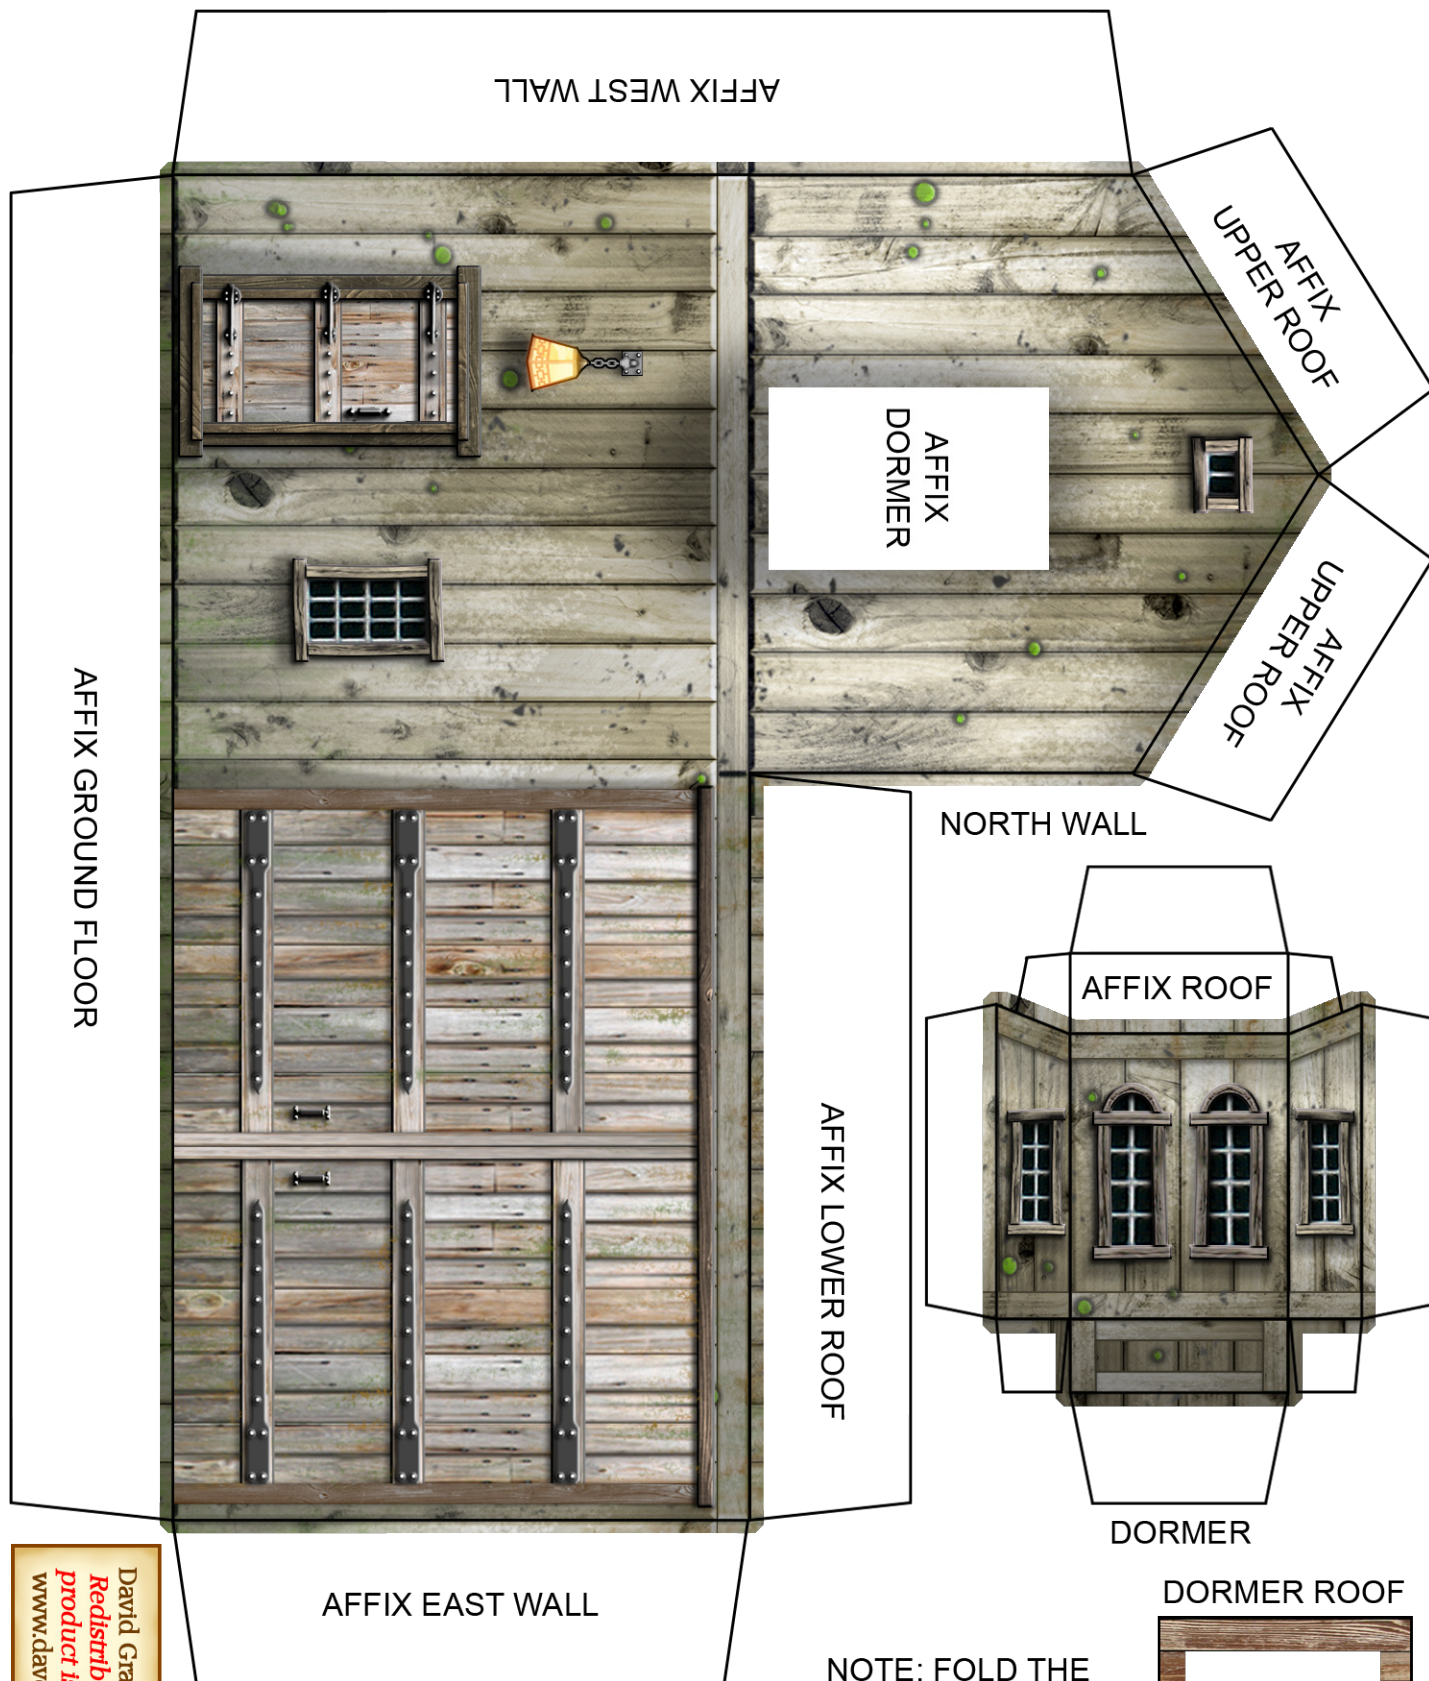 AFFIX WEST WALL
AFFIX
UPPER ROOF
AFFIX
DORMER
AFFIX
UPPER ROOF
NORTH WALL
AFFIX GROUND FLOOR
AFFIX ROOF
AFFIX LOWER ROOF
DORMER
AFFIX EAST WALL
DORMER ROOF
NOTE: FOLD THE
David Gra
Redistrib
product i
www.dav